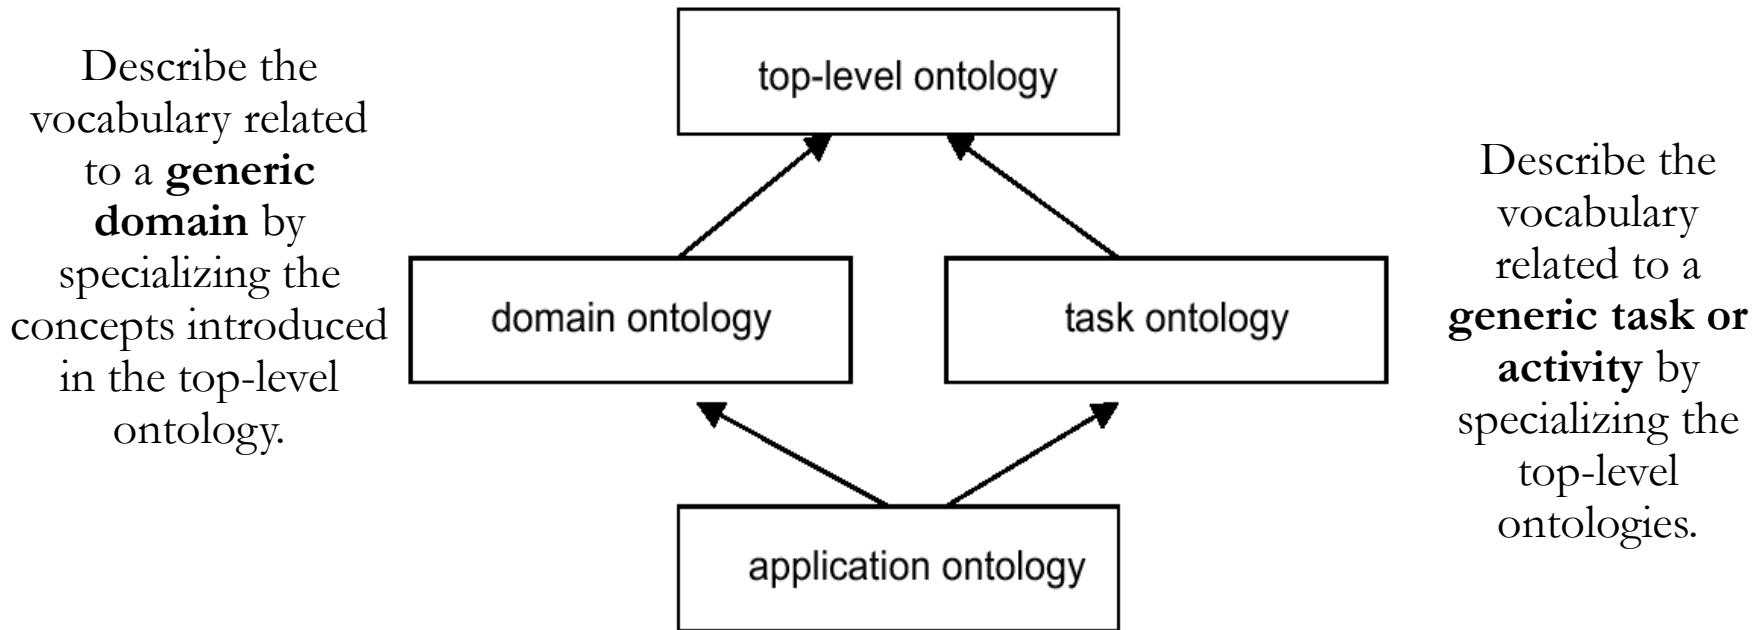 top-level ontology
Describe the
vocabulary related
to a generic
domain by
specializing the
concepts introduced
in the top-level
ontology.
domain ontology
task ontology
Describe the
vocabulary
related to a
generic task or
activity by
specializing the
top-level
ontologies.
application ontology